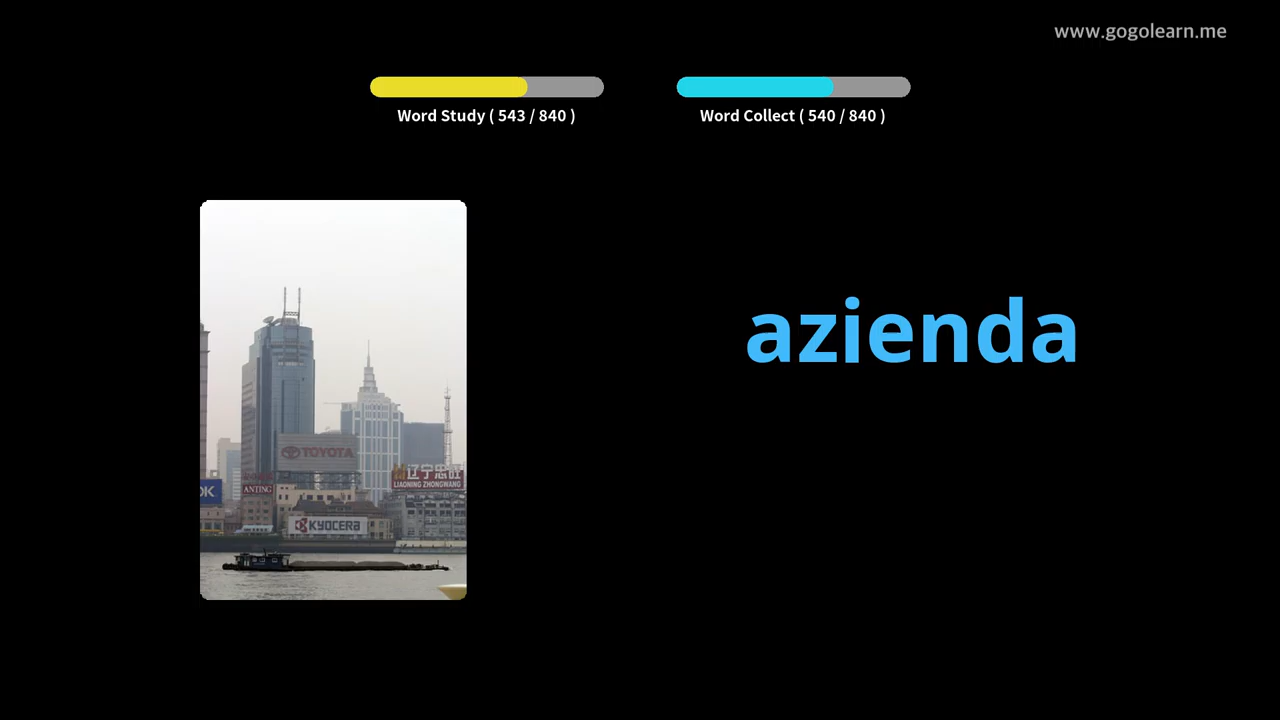 www.gogolearn.me
Word Study ( 543 / 840 )
Word Collect ( 540 / 840 )
azienda
TOYOTA
辽宁忠旺
LIAONING ZHONGWANG
OK
ANTING
KYOCERA